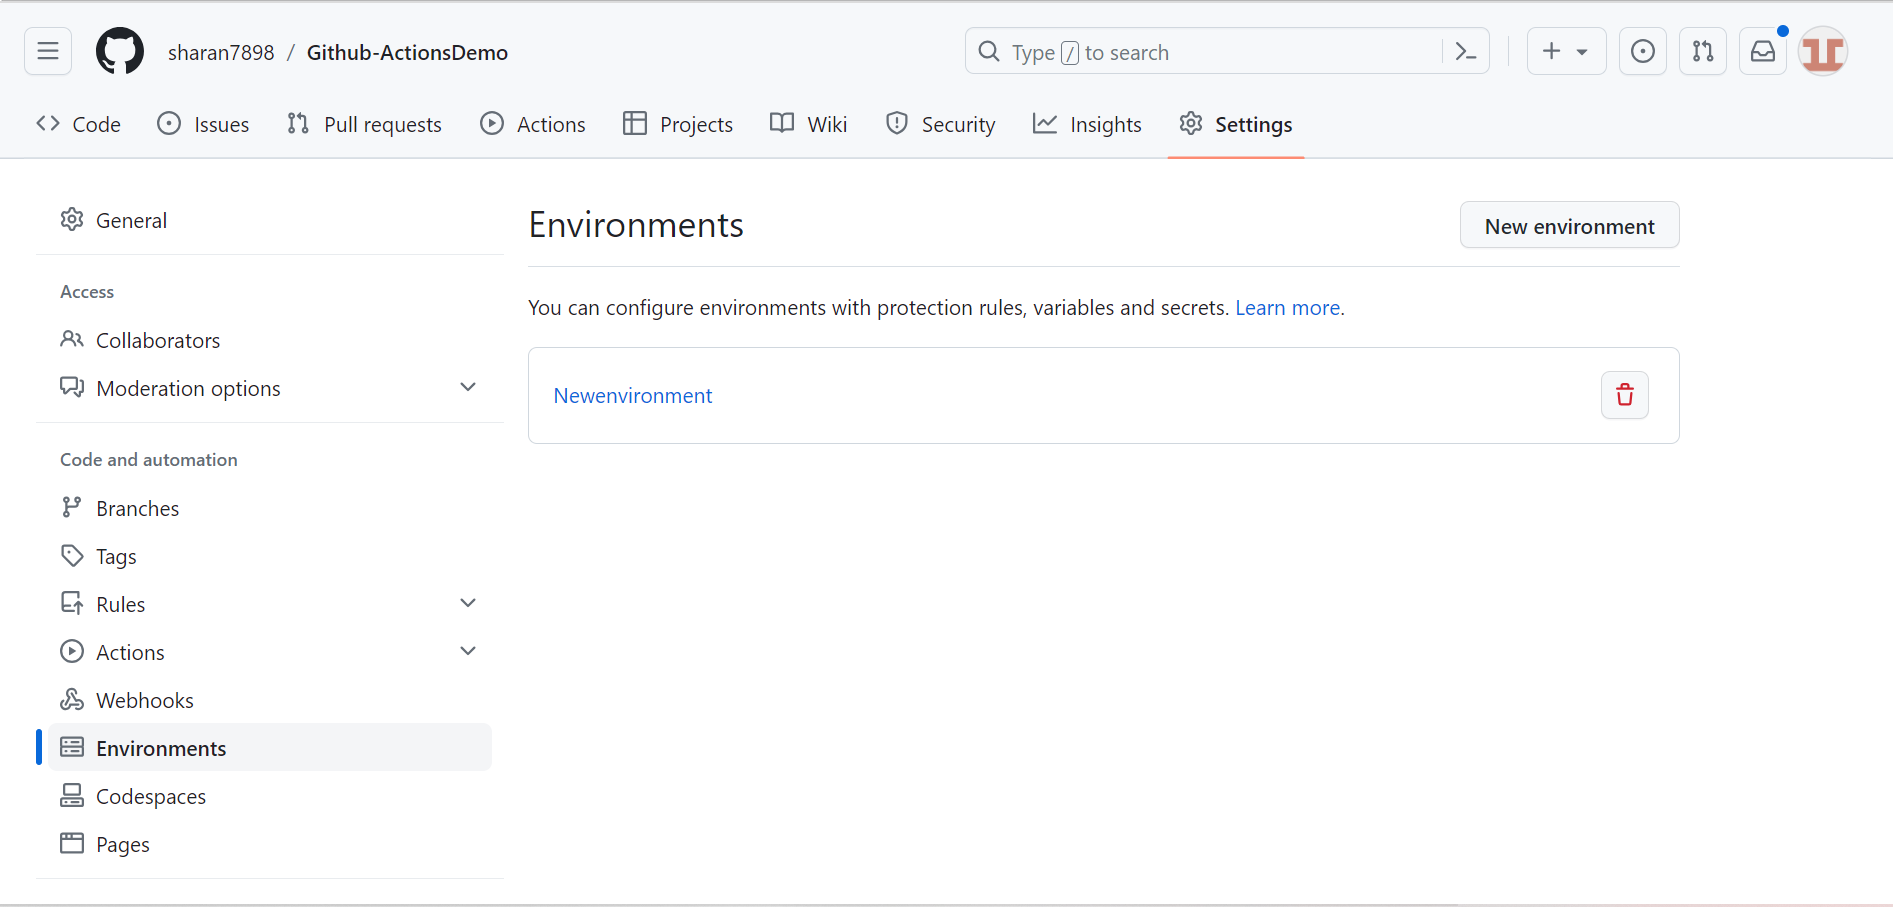 sharan7898 / Github-ActionsDemo
Type / to search
Code Issues Pull requests Actions Projects Wiki Security Insights Settings
General
Access
Collaborators
Moderation options
Code and automation
Branches
Tags
Rules
Actions
Webhooks
Environments
Codespaces
Pages
Environments
New environment
You can configure environments with protection rules, variables and secrets. Learn more.
Newenvironment